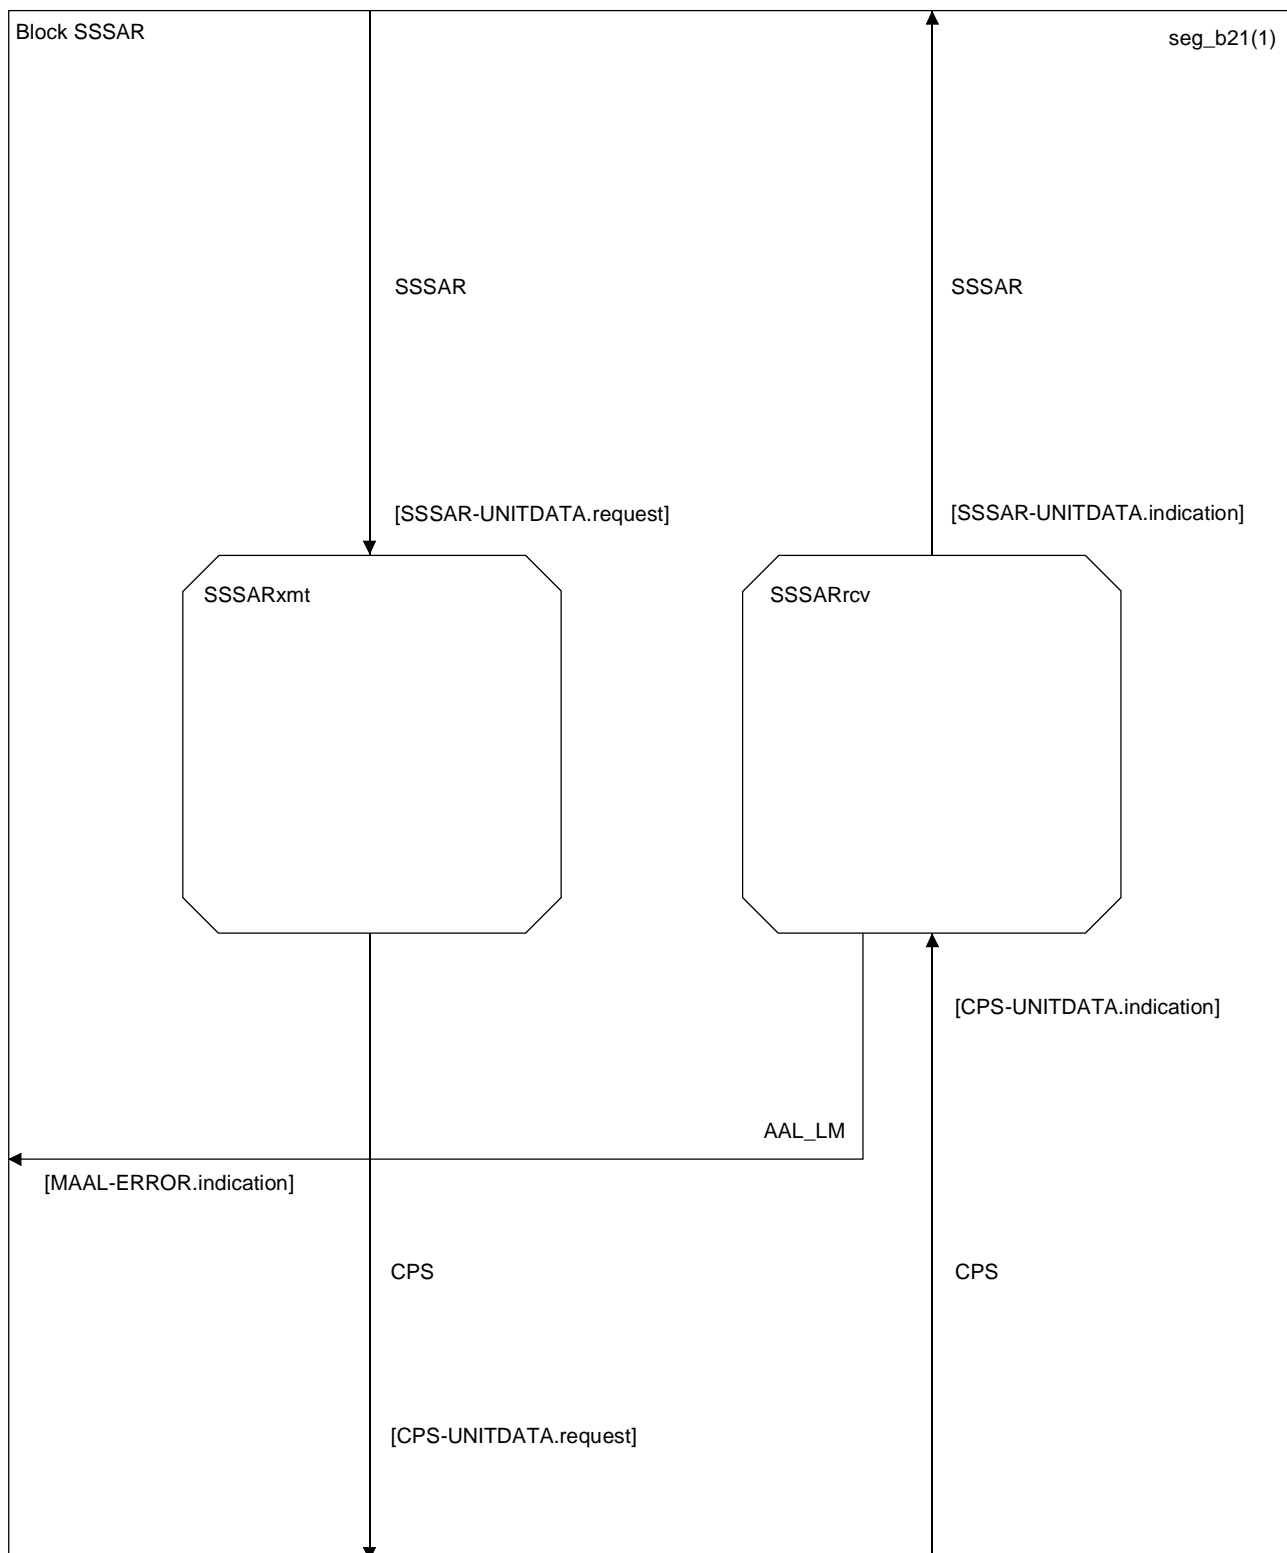 Block SSSAR
seg_b21(1)
SSSAR
SSSAR
[SSSAR-UNITDATA.request]
[SSSAR-UNITDATA.indication]
SSSARxmt
SSSARrcv
[CPS-UNITDATA.indication]
AAL_LM
[MAAL-ERROR.indication]
CPS
CPS
[CPS-UNITDATA.request]